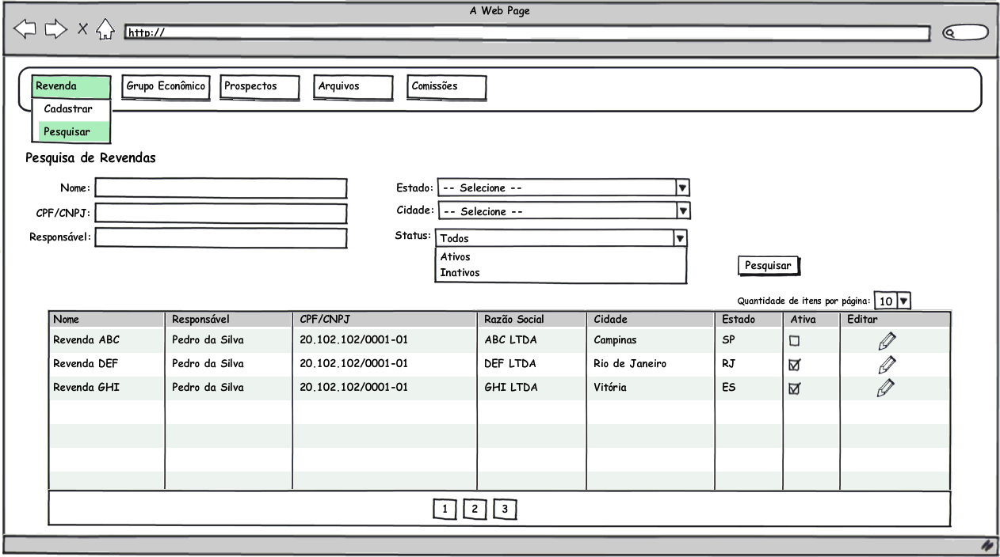 A Web Page
http://
Revenda Grupo Econômico Prospectos Arquivos Comissões
Cadastrar
Pesquisar
Pesquisa de Revendas
Nome: Estado: -- Selecione --
CPF/CNPJ: Cidade: -- Selecione --
Responsável: Status: Todos
Ativos
Inativos
Pesquisar
Quantidade de itens por página: 10
Nome Responsável CPF/CNPJ Razão Social Cidade Estado Ativa Editar
Revenda ABC Pedro da Silva 20.102.102/0001-01 ABC LTDA Campinas SP
Revenda DEF Pedro da Silva 20.102.102/0001-01 DEF LTDA Rio de Janeiro RJ
Revenda GHI Pedro da Silva 20.102.102/0001-01 GHI LTDA Vitória ES
1 2 3